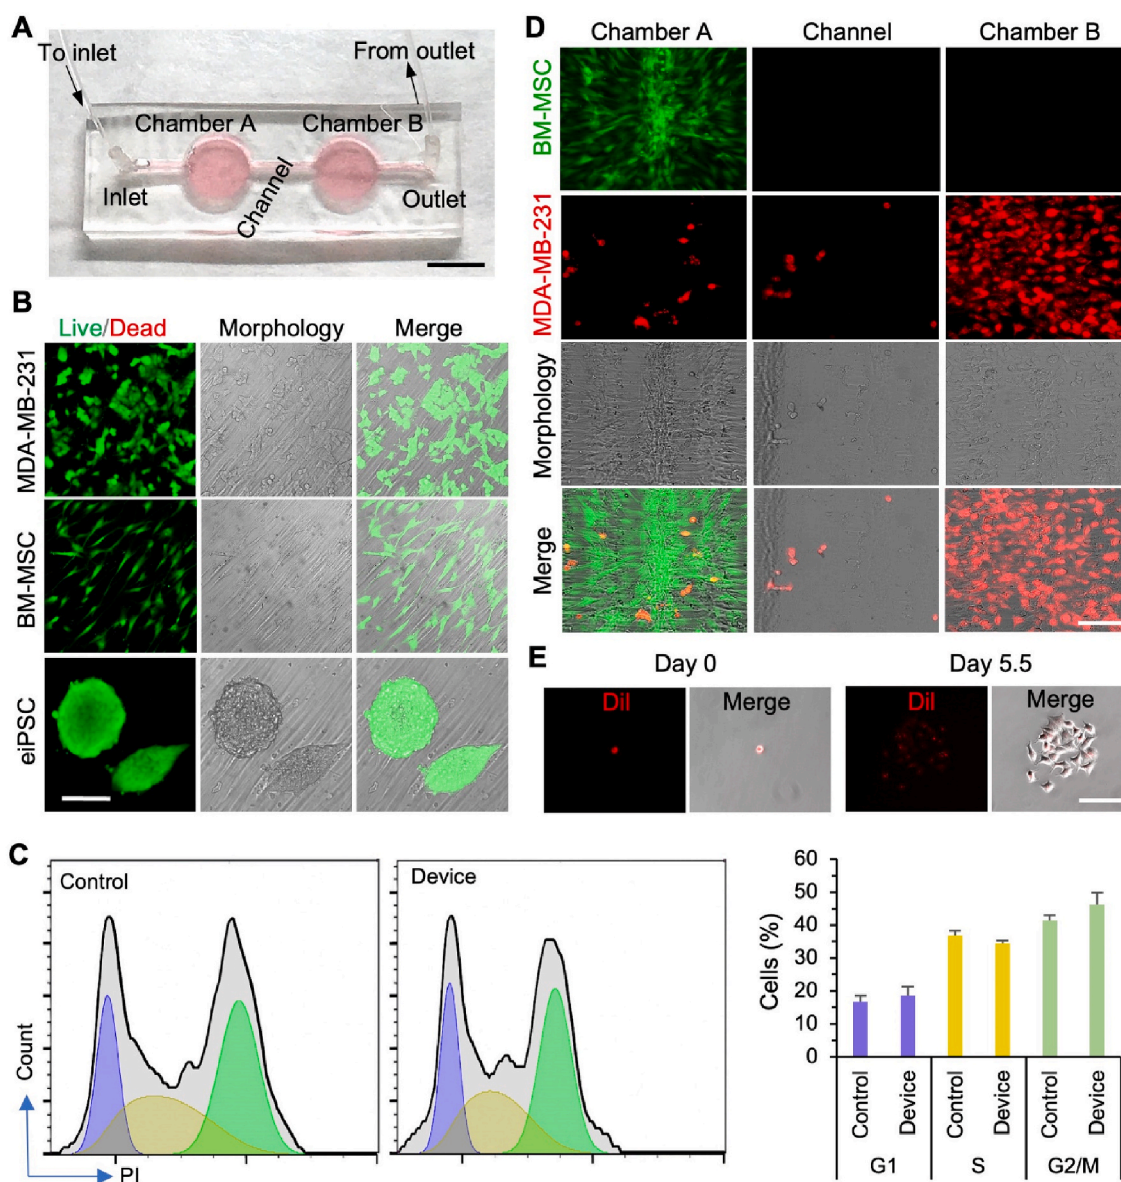 A
To inlet
From outlet
Chamber A
Chamber B
Channel
Inlet
Outlet
B
Live/Dead
Morphology
Merge
MDA-MB-231
BM-MSC
eiPSC
C
Control
Device
Count
PI
Cells (%)
60
50
40
30
20
10
0
Control
Device
Control
Device
Control
Device
G1
S
G2/M
D
Chamber A
Channel
Chamber B
BM-MSC
MDA-MB-231
Morphology
Merge
E
Day 0
Day 5.5
Dil
Merge
Dil
Merge